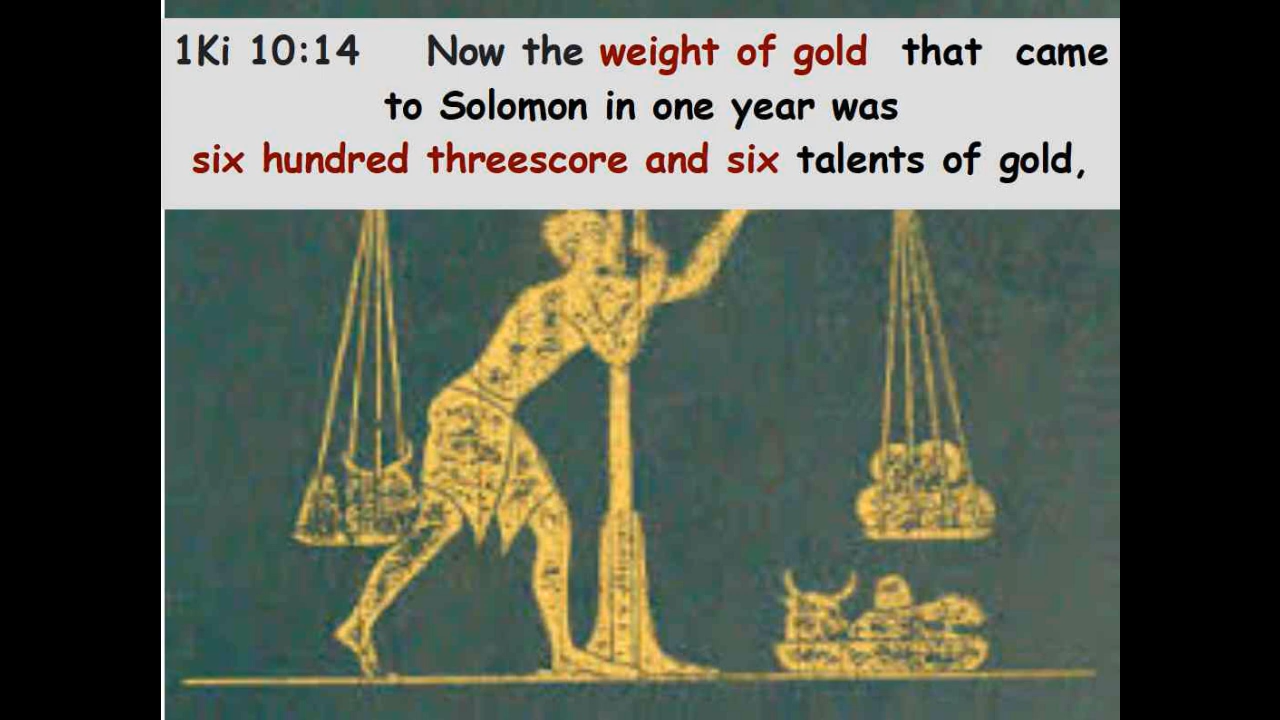 1Ki 10:14 Now the weight of gold that came
to Solomon in one year was
six hundred threescore and six talents of gold,